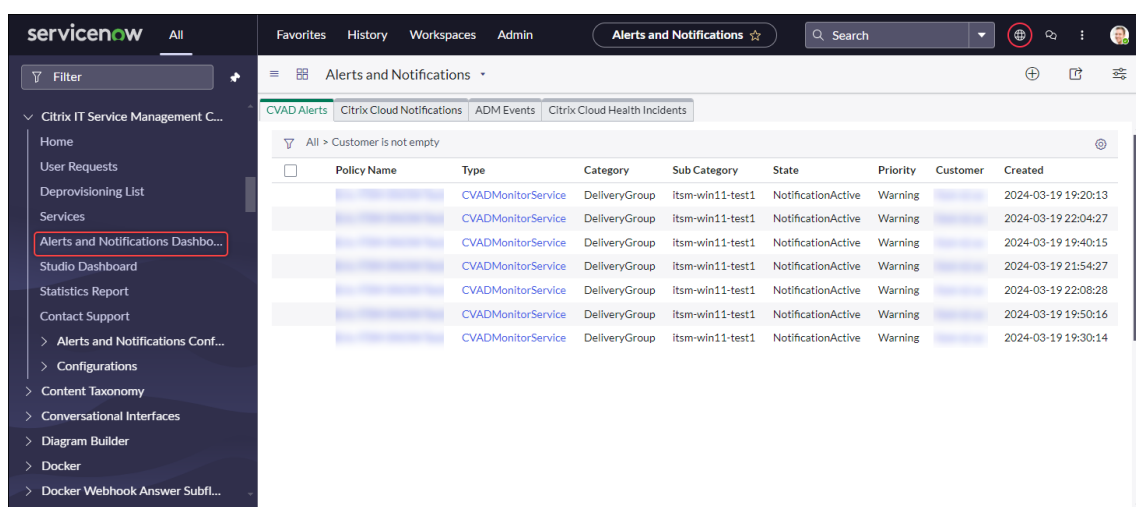 servicenow All Favorites History Workspaces Admin Alerts and Notifications Search
Filter Alerts and Notifications
CVAD Alerts Citrix Cloud Notifications ADM Events Citrix Cloud Health Incidents
Citrix IT Service Management C...
Home
User Requests
Deprovisioning List
Services
Alerts and Notifications Dashbo...
Studio Dashboard
Statistics Report
Contact Support
Alerts and Notifications Conf...
Configurations
Content Taxonomy
Conversational Interfaces
Diagram Builder
Docker
Docker Webhook Answer Subfl...
All > Customer is not empty
Policy Name Type Category Sub Category State Priority Customer Created
CVADMonitorService DeliveryGroup itsm-win11-test1 NotificationActive Warning 2024-03-19 19:20:13
CVADMonitorService DeliveryGroup itsm-win11-test1 NotificationActive Warning 2024-03-19 22:04:27
CVADMonitorService DeliveryGroup itsm-win11-test1 NotificationActive Warning 2024-03-19 19:40:15
CVADMonitorService DeliveryGroup itsm-win11-test1 NotificationActive Warning 2024-03-19 21:54:27
CVADMonitorService DeliveryGroup itsm-win11-test1 NotificationActive Warning 2024-03-19 22:08:28
CVADMonitorService DeliveryGroup itsm-win11-test1 NotificationActive Warning 2024-03-19 19:50:16
CVADMonitorService DeliveryGroup itsm-win11-test1 NotificationActive Warning 2024-03-19 19:30:14